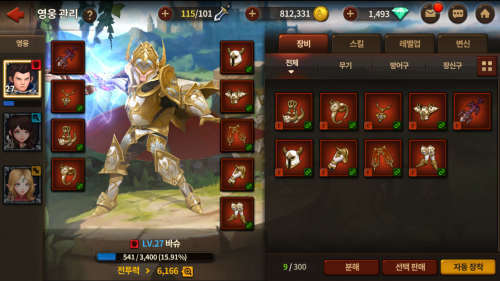 영웅 관리 ?
115/101
812,331
1,493
영웅
장비 스킬 레벨업 변신
전체 무기 방어구 장신구
27
LV.27 바슈
541 / 3,400 (15.91%)
전투력 > 6,166
9 / 300
분해 선택 판매 자동 장착